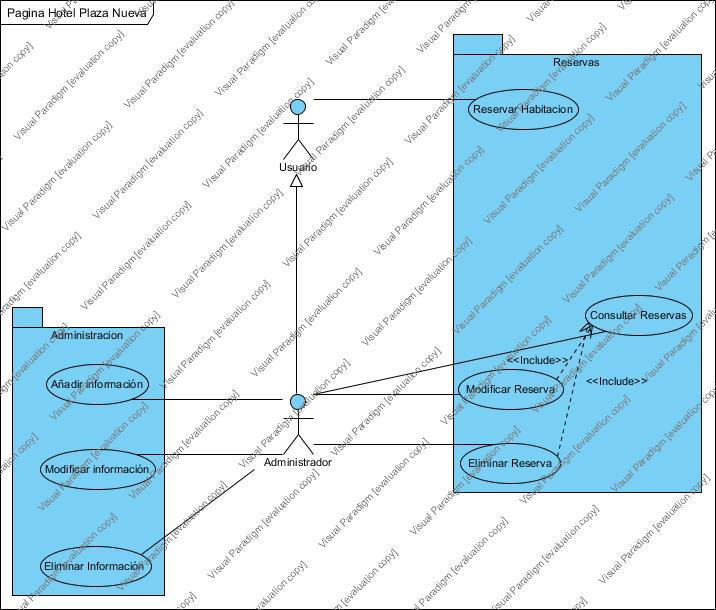 Pagina Hotel Plaza Nueva
Reservas
Reservar Habitacion
Usuario
Consultar Reservas
Administracion
<<Include>>
Añadir información
Modificar Reserva
<<Include>>
Administrador
Modificar información
Eliminar Reserva
Eliminar Información
Visual Paradigm [evaluation copy]